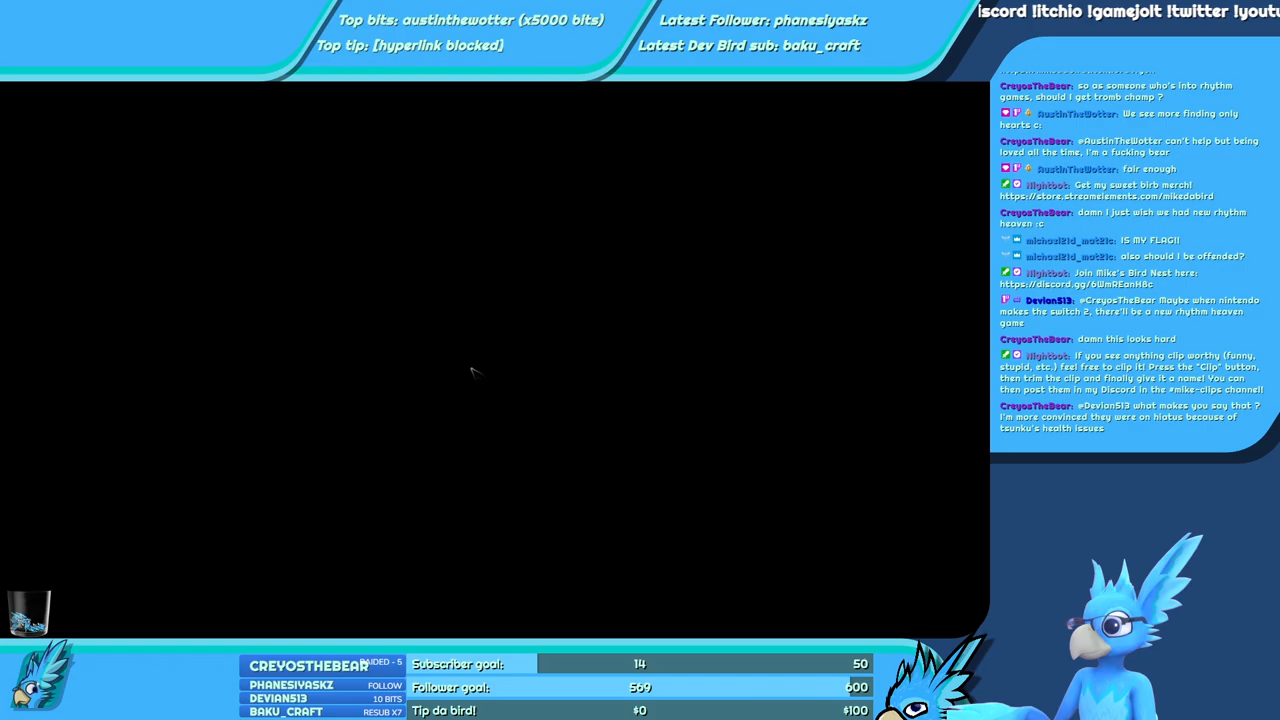 Top bits: austinthewotter (x5000 bits)
Top tip: [hyperlink blocked]
Latest Follower: phanesiyaskz
Latest Dev Bird sub: baku_craft
iscord !itchio !gamejolt !twitter !youtu
CreyosTheBear: so as someone who's into rhythm
games, should I get tromb champ ?
AustinTheWotter: We see more finding only
hearts c:
CreyosTheBear: @AustinTheWotter can't help but being
loved all the time, I'm a fucking bear
AustinTheWotter: fair enough
Nightbot: Get my sweet birb merch!
https://store.streamelements.com/mikedabird
CreyosTheBear: damn i just wish we had new rhythm
heaven :c
michael21d_mat21c: IS MY FLAG!!
michael21d_mat21c: also should I be offended?
Nightbot: Join Mike's Bird Nest here:
https://discord.gg/6WmREanH8c
Devian513: @CreyosTheBear Maybe when nintendo
makes the switch 2, there'll be a new rhythm heaven
game
CreyosTheBear: damn this looks hard
Nightbot: If you see anything clip worthy (funny,
stupid, etc.) feel free to clip it! Press the "Clip" button,
then trim the clip and finally give it a name! You can
then post them in my Discord in the #mike-clips channel!
CreyosTheBear: @Devian513 what makes you say that ?
I'm more convinced they were on hiatus because of
tsunku's health issues
CREYOSTHEBEAR RAIDED - 5
PHANESIYASKZ FOLLOW
DEVIAN513 10 BITS
BAKU_CRAFT RESUB X7
Subscriber goal: 14 50
Follower goal: 569 600
Tip da bird! $0 $100